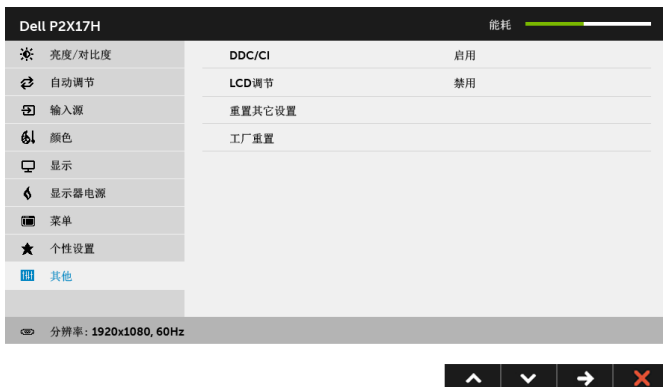 Dell P2X17H 能耗
亮度/对比度
自动调节
输入源
颜色
显示
显示器电源
菜单
个性设置
其他
DDC/CI 启用
LCD调节 禁用
重置其它设置
工厂重置
分辨率: 1920x1080, 60Hz